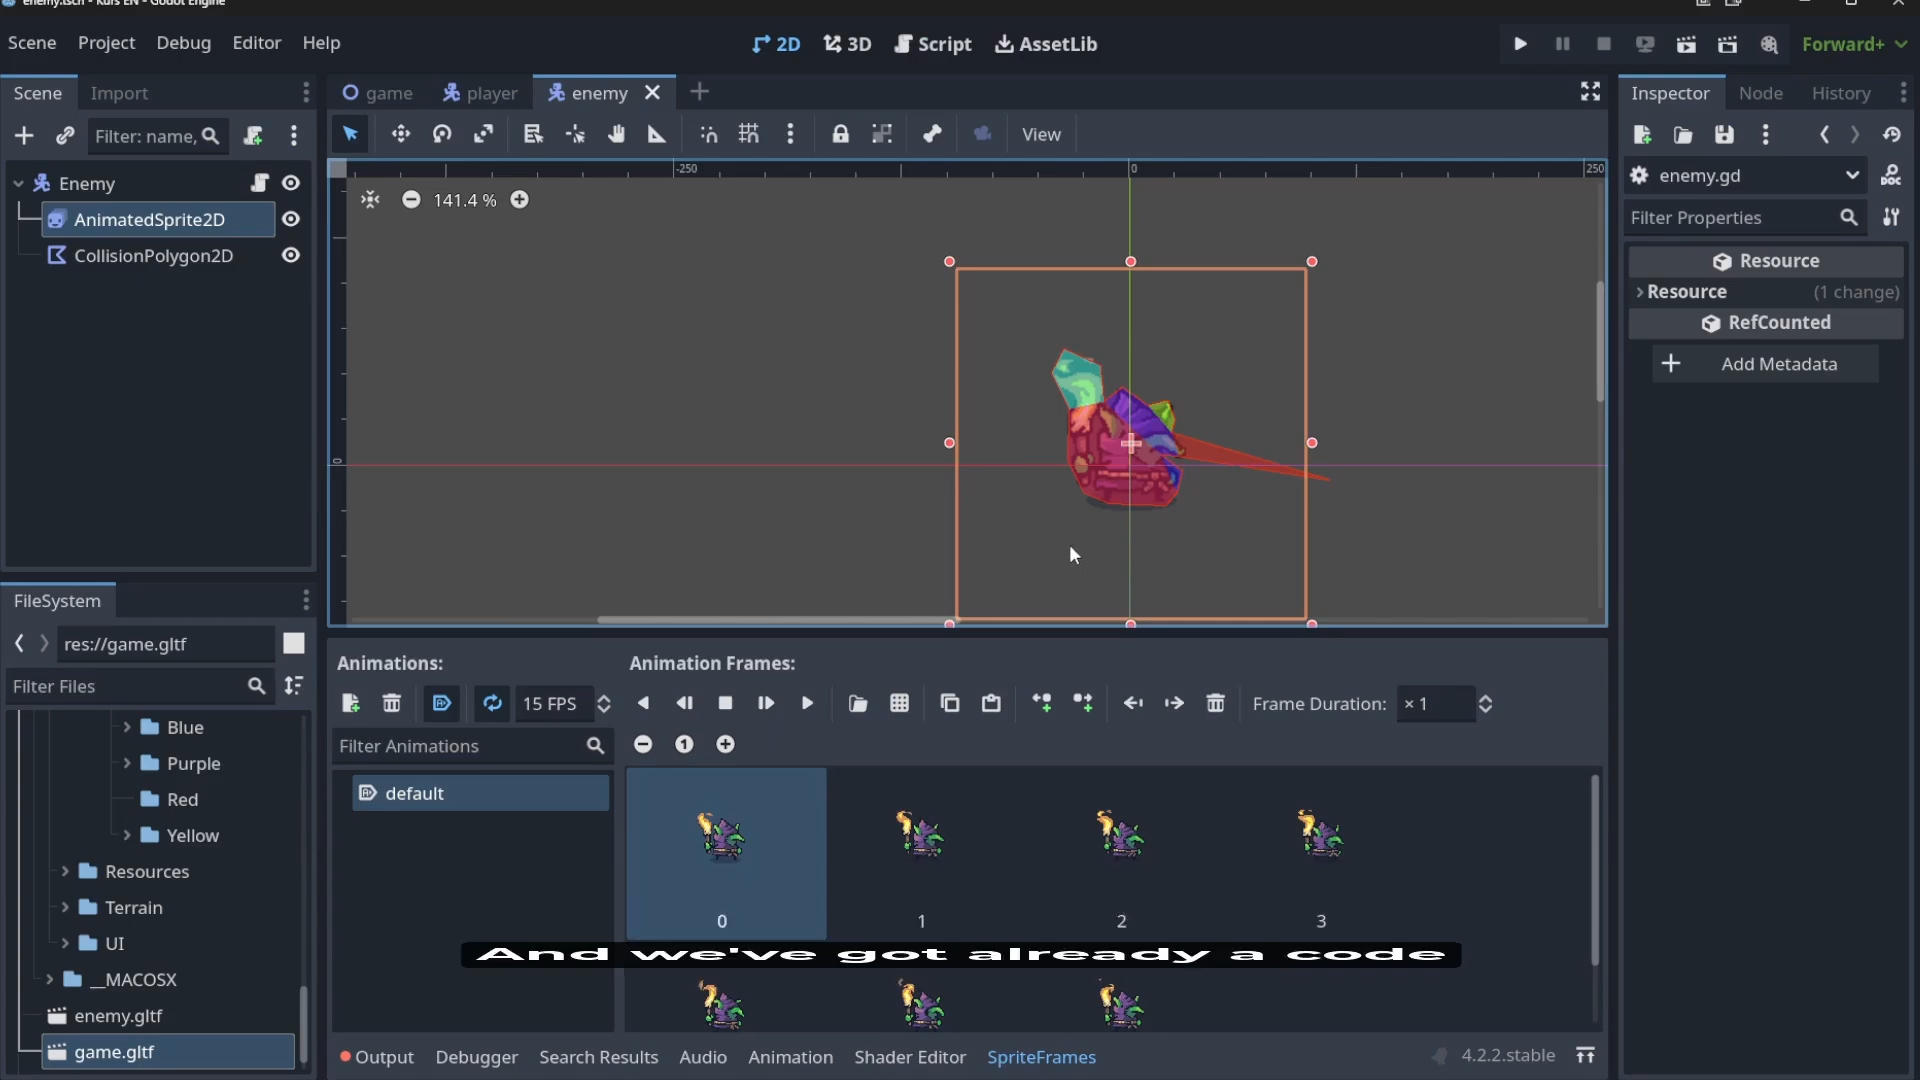 enemy.tscn - Kurs EN - Godot Engine
Scene Project Debug Editor Help
2D 3D Script AssetLib
Forward+
Scene Import
game player enemy
Inspector Node History
Filter: name,
View
-250 0 250
141.4 %
enemy.gd
DOC
Filter Properties
Enemy
AnimatedSprite2D
CollisionPolygon2D
Resource
Resource (1 change)
RefCounted
Add Metadata
0
FileSystem
res://game.gltf
Filter Files
Blue
Purple
Red
Yellow
Resources
Terrain
UI
__MACOSX
enemy.gltf
game.gltf
Animations:
Animation Frames:
15 FPS
Frame Duration: × 1
Filter Animations
1
default
0 1 2 3
And we've got already a code
Output Debugger Search Results Audio Animation Shader Editor SpriteFrames
4.2.2.stable